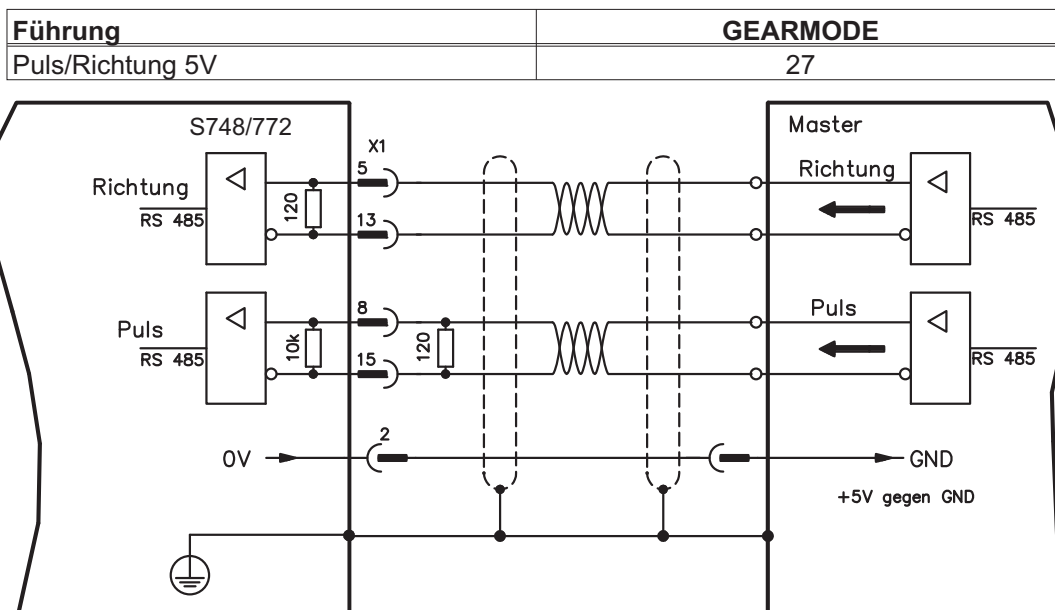 Führung GEARMODE
Puls/Richtung 5V 27
S748/772
X1
Master
Richtung
RS 485
120
5
13
Richtung
RS 485
Puls
RS 485
10k
8
15
120
Puls
RS 485
0V
2
GND
+5V gegen GND